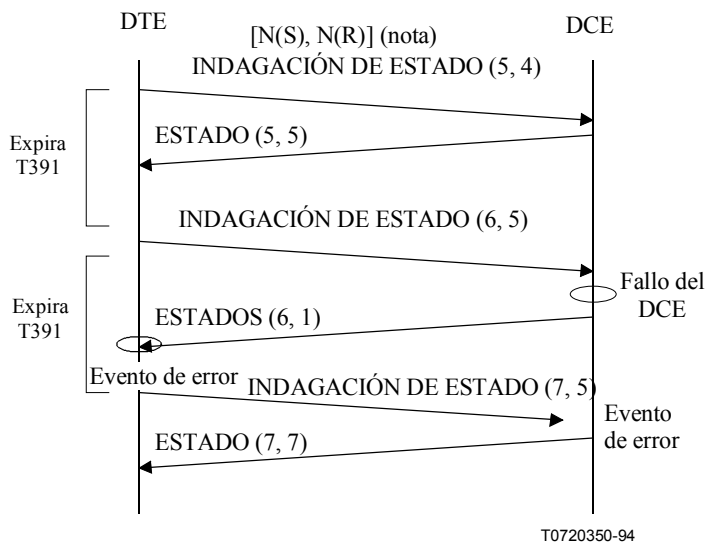 DTE
[N(S), N(R)] (nota)
DCE
INDAGACIÓN DE ESTADO (5, 4)
ESTADO (5, 5)
Expira
T391
INDAGACIÓN DE ESTADO (6, 5)
Fallo del
DCE
Expira
T391
ESTADOS (6, 1)
Evento de error
INDAGACIÓN DE ESTADO (7, 5)
Evento
de error
ESTADO (7, 7)
T0720350-94